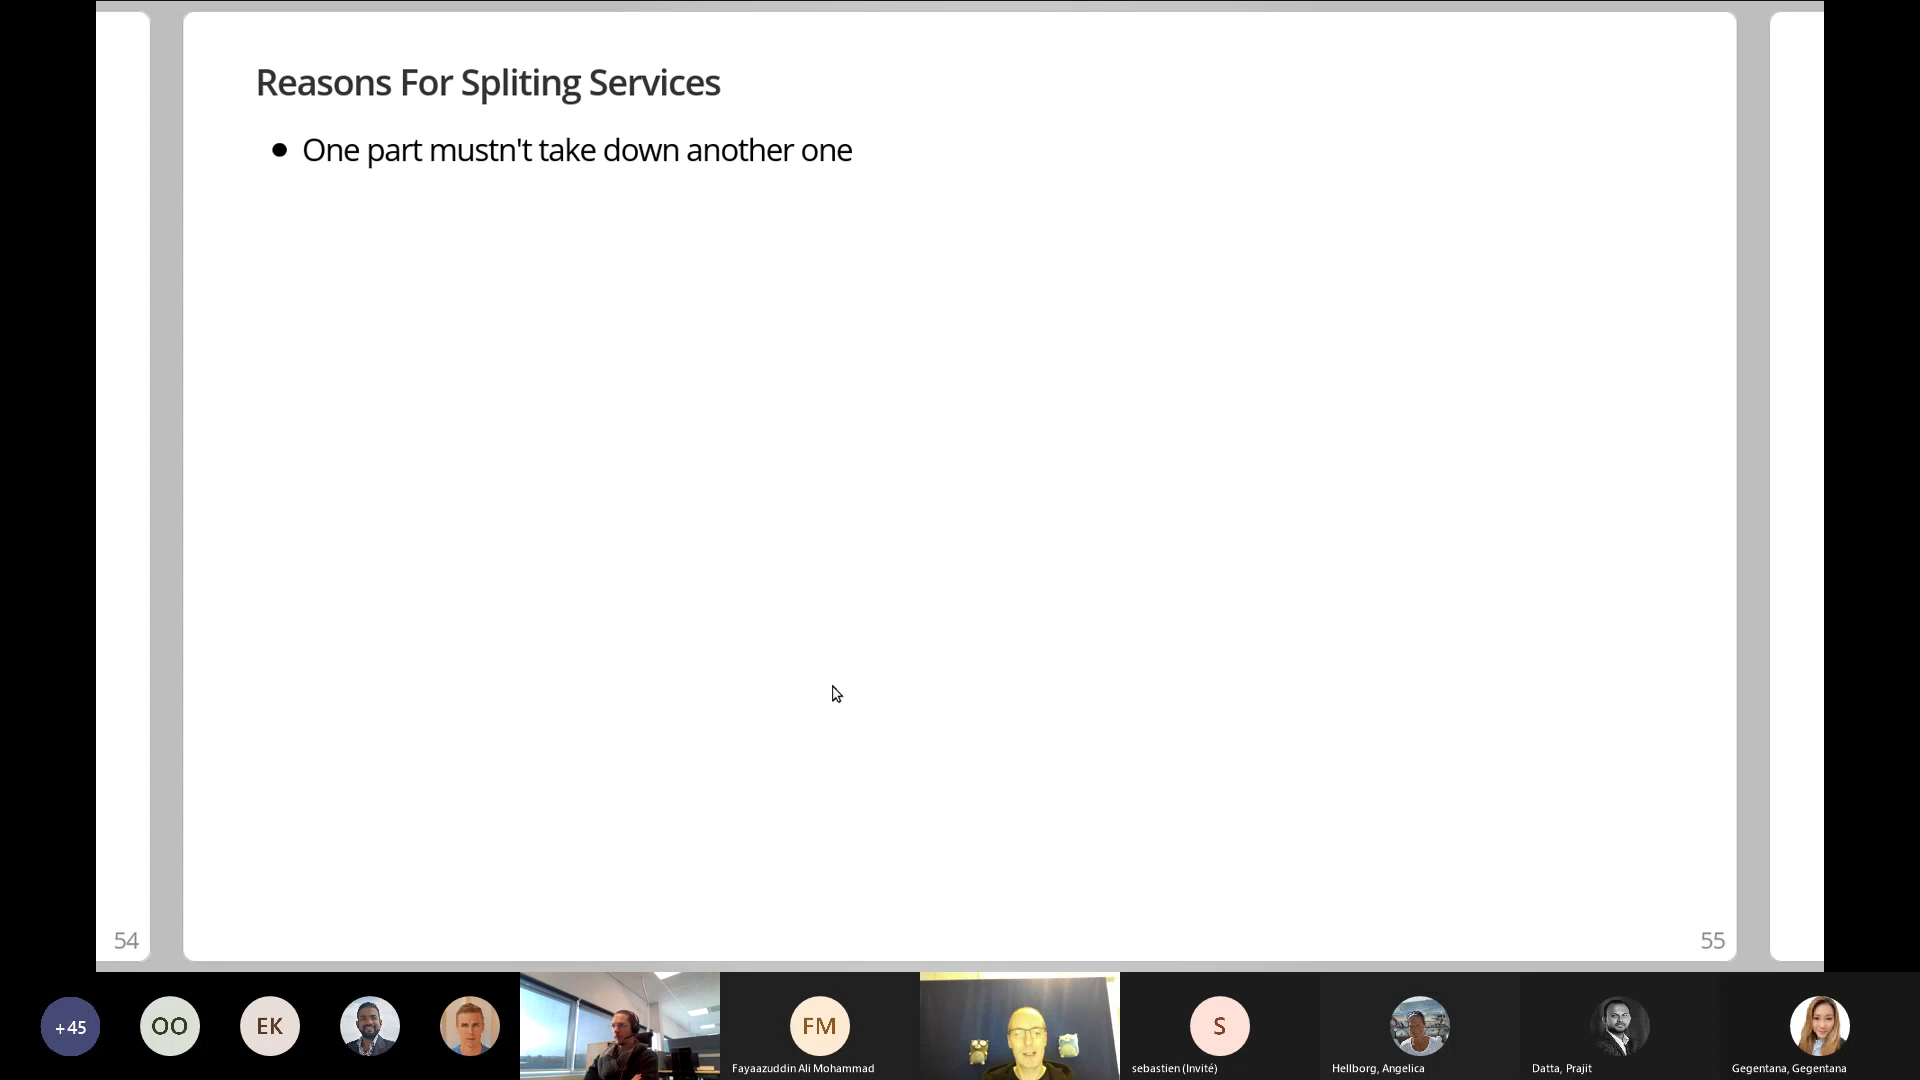 Reasons For Spliting Services
One part mustn't take down another one
54
55
+45
OO
EK
FM
S
Fayaazuddin Ali Mohammad
sebastien (Invité)
Hellborg, Angelica
Datta, Prajit
Gegentana, Gegentana